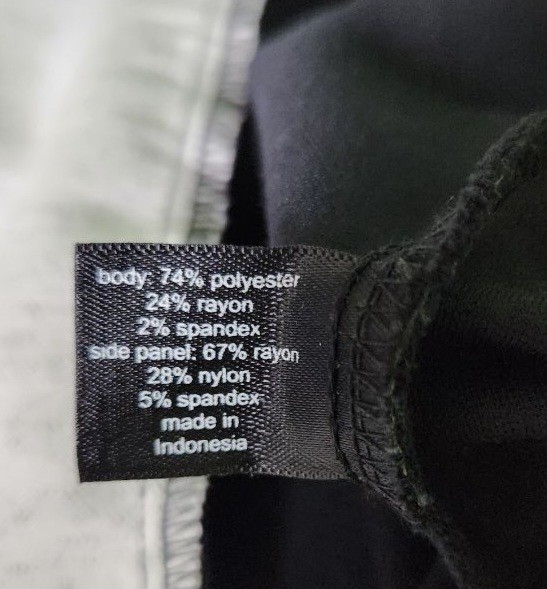 body: 74% polyester
24% rayon
2% spandex
side panel: 67% rayon
28% nylon
5% spandex
made in
Indonesia